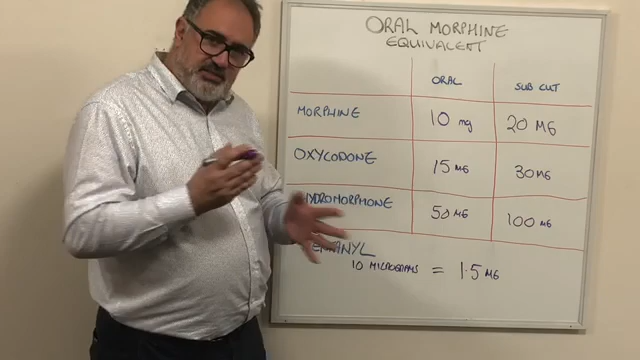 ORAL MORPHINE
EQUIVALENT
ORAL SUB CUT
MORPHINE 10 mg 20 MG
OXYCODONE 15 MG 30 MG
HYDROMORPHONE 50 MG 100 MG
10 MICROGRAMS = 1.5 MG